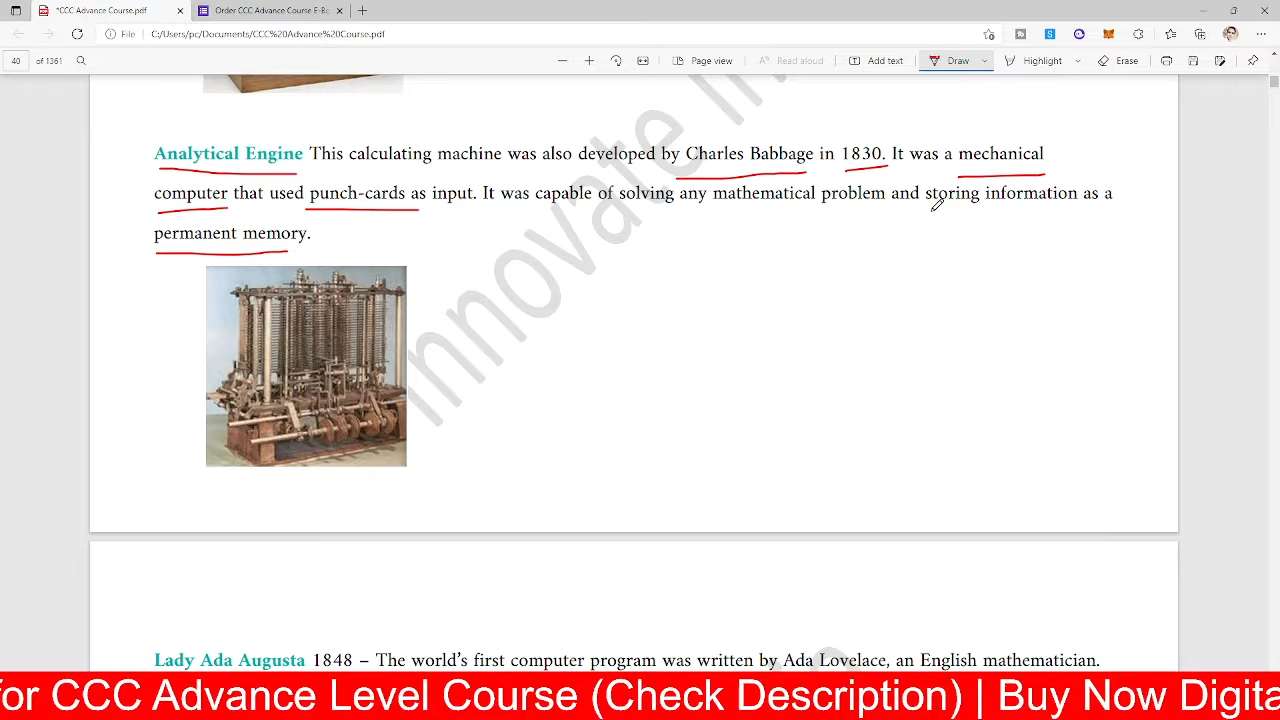 *CCC Advance Course.pdf
Order CCC Advance Course E-Bo
File C:/Users/pc/Documents/CCC%20Advance%20Course.pdf
40 of 1361 Page view Read aloud Add text Draw Highlight Erase
Analytical Engine This calculating machine was also developed by Charles Babbage in 1830. It was a mechanical
computer that used punch-cards as input. It was capable of solving any mathematical problem and storing information as a
permanent memory.
innovate
Lady Ada Augusta 1848 – The world's first computer program was written by Ada Lovelace, an English mathematician.
for CCC Advance Level Course (Check Description) | Buy Now Digita